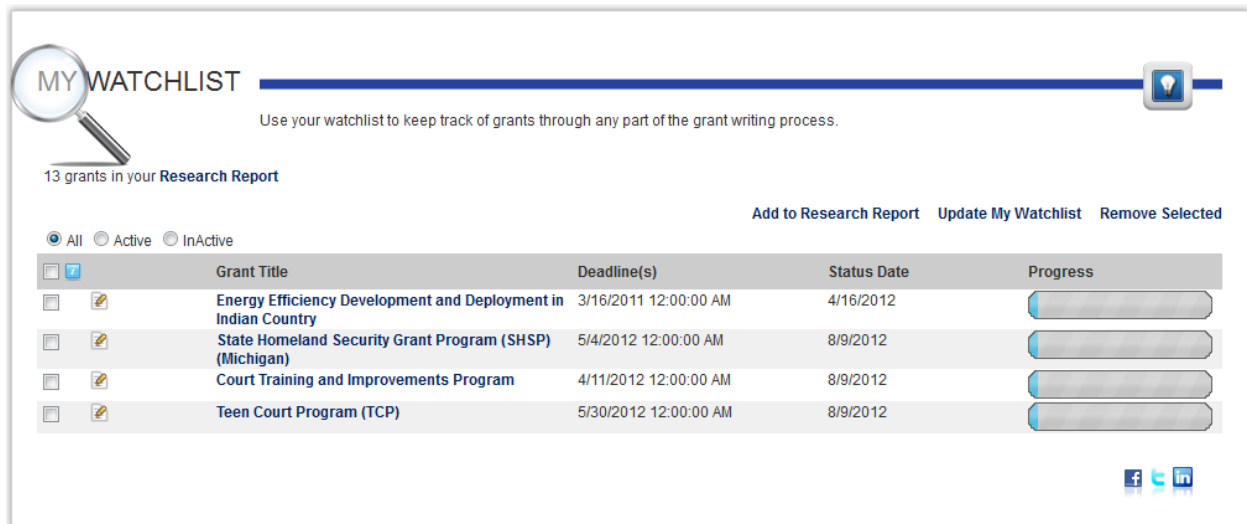 MY WATCHLIST
Use your watchlist to keep track of grants through any part of the grant writing process.
13 grants in your Research Report
Add to Research Report Update My Watchlist Remove Selected
All Active InActive
Grant Title Deadline(s) Status Date Progress
Energy Efficiency Development and Deployment in 3/16/2011 12:00:00 AM 4/16/2012
Indian Country
State Homeland Security Grant Program (SHSP) 5/4/2012 12:00:00 AM 8/9/2012
(Michigan)
Court Training and Improvements Program 4/11/2012 12:00:00 AM 8/9/2012
Teen Court Program (TCP) 5/30/2012 12:00:00 AM 8/9/2012
f t in